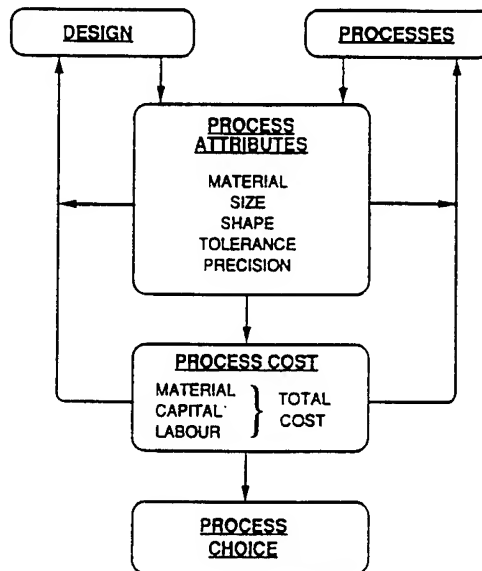 DESIGN
PROCESSES
PROCESS
ATTRIBUTES
MATERIAL
SIZE
SHAPE
TOLERANCE
PRECISION
PROCESS COST
MATERIAL
CAPITAL
LABOUR
TOTAL
COST
PROCESS
CHOICE